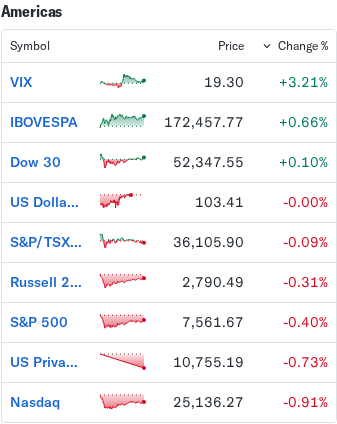 Americas
Symbol Price Change %
VIX 19.30 +3.21%
IBOVESPA 172,457.77 +0.66%
Dow 30 52,347.55 +0.10%
US Dolla... 103.41 -0.00%
S&P/TSX... 36,105.90 -0.09%
Russell 2... 2,790.49 -0.31%
S&P 500 7,561.67 -0.40%
US Priva... 10,755.19 -0.73%
Nasdaq 25,136.27 -0.91%